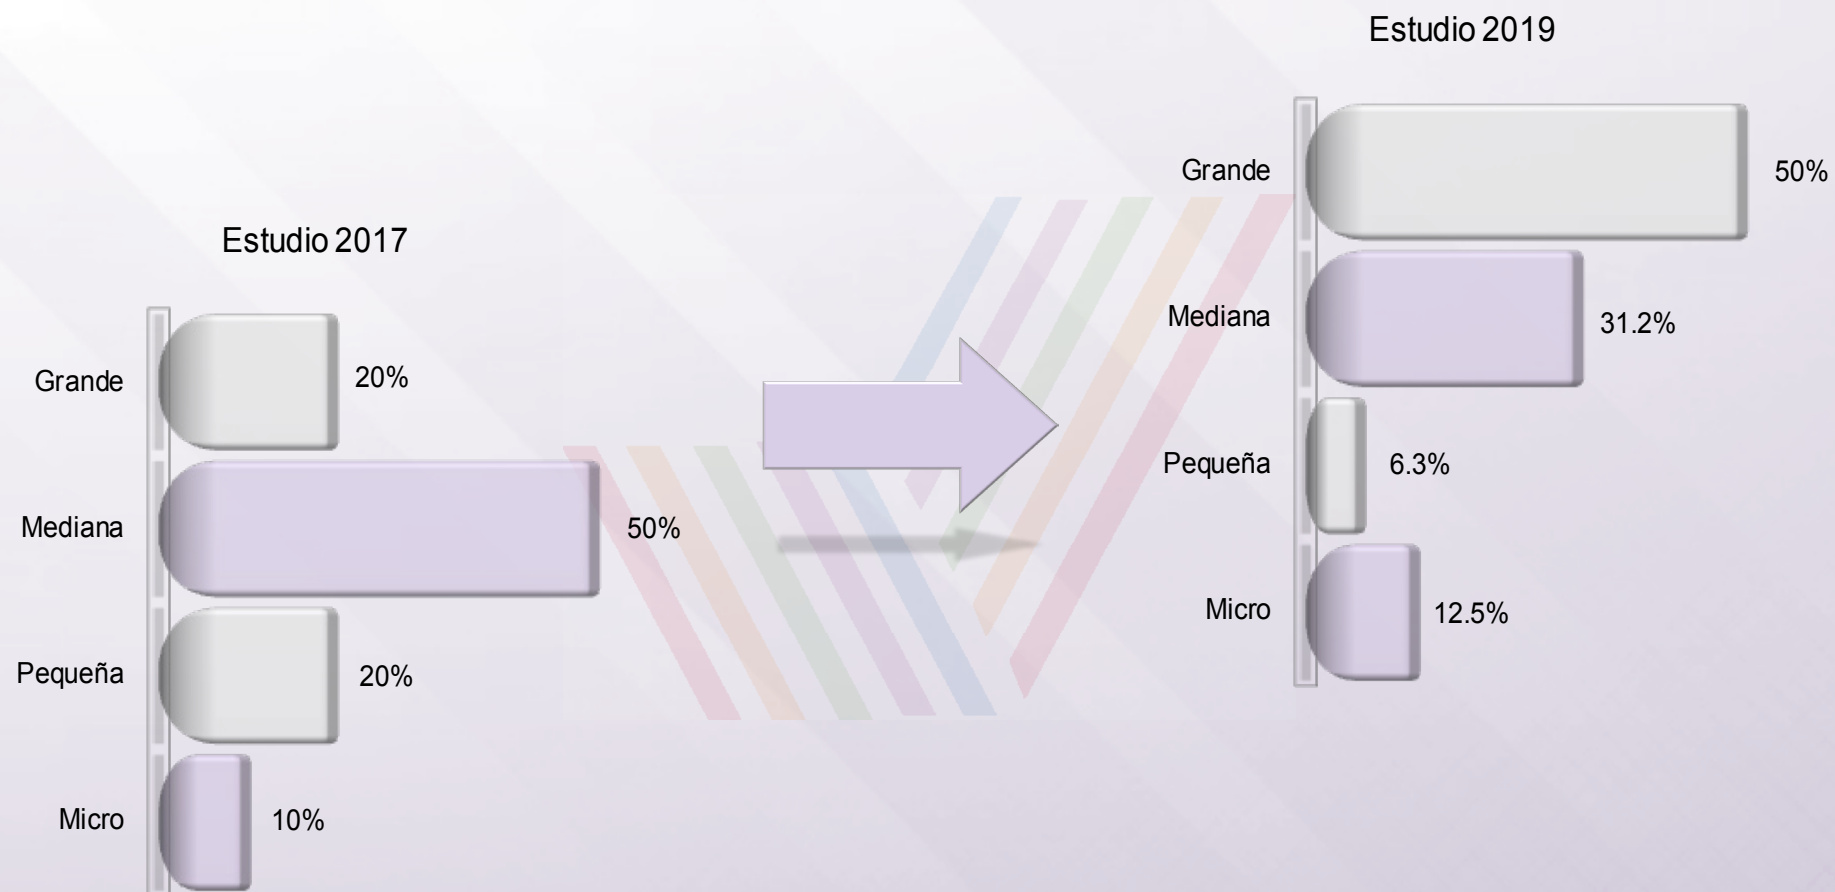 Estudio 2017
Grande
20%
Mediana
50%
Pequeña
20%
Micro
10%
Estudio 2019
Grande
50%
Mediana
31.2%
Pequeña
6.3%
Micro
12.5%